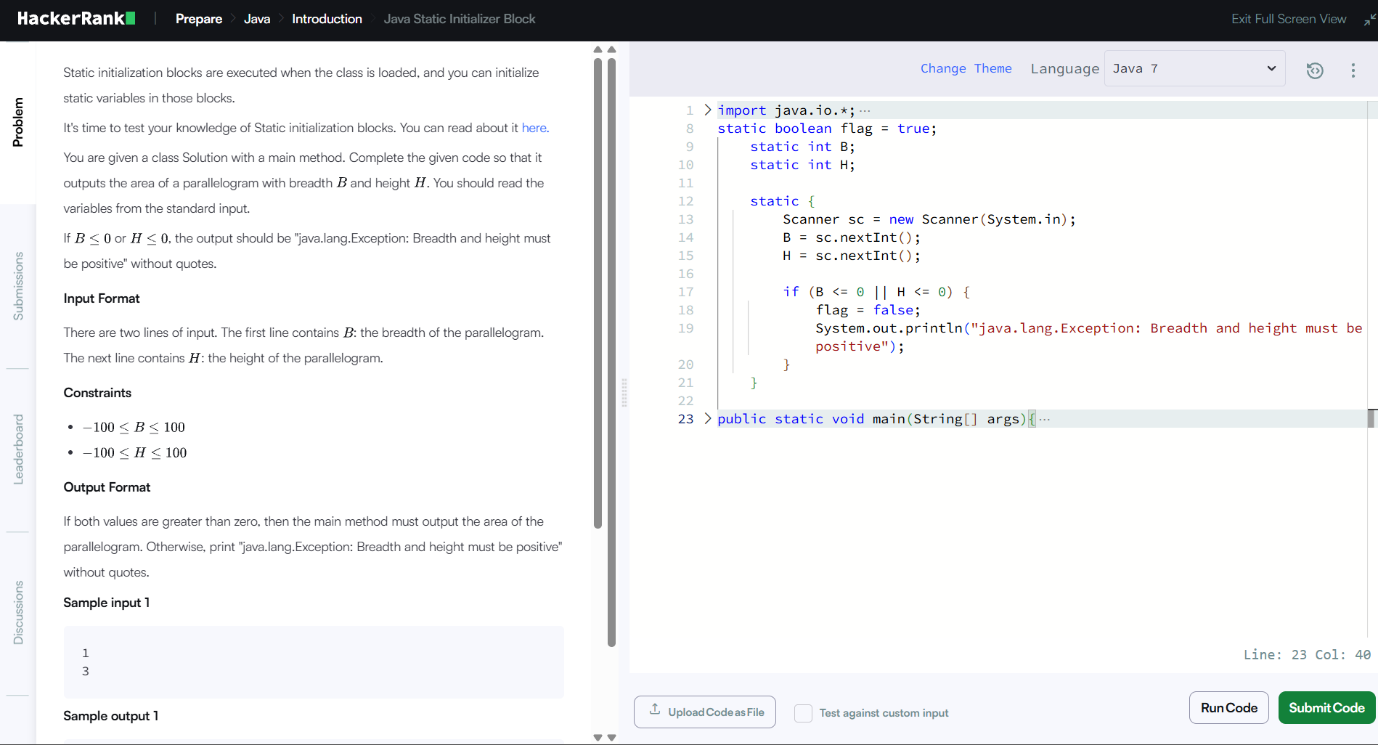 HackerRank | Prepare > Java > Introduction > Java Static Initializer Block Exit Full Screen View
Problem
Submissions
Leaderboard
Discussions
Static initialization blocks are executed when the class is loaded, and you can initialize
static variables in those blocks.
It's time to test your knowledge of Static initialization blocks. You can read about it here.
You are given a class Solution with a main method. Complete the given code so that it
outputs the area of a parallelogram with breadth B and height H. You should read the
variables from the standard input.
If B ≤ 0 or H ≤ 0, the output should be "java.lang.Exception: Breadth and height must
be positive" without quotes.
Input Format
There are two lines of input. The first line contains B: the breadth of the parallelogram.
The next line contains H: the height of the parallelogram.
Constraints
• −100 ≤ B ≤ 100
• −100 ≤ H ≤ 100
Output Format
If both values are greater than zero, then the main method must output the area of the
parallelogram. Otherwise, print "java.lang.Exception: Breadth and height must be positive"
without quotes.
Sample input 1
1
3
Sample output 1
Change Theme Language Java 7
1 > import java.io.*; ···
8 static boolean flag = true;
9     static int B;
10     static int H;
11
12     static {
13         Scanner sc = new Scanner(System.in);
14         B = sc.nextInt();
15         H = sc.nextInt();
16
17         if (B <= 0 || H <= 0) {
18             flag = false;
19             System.out.println("java.lang.Exception: Breadth and height must be
            positive");
20         }
21     }
22
23 > public static void main(String[] args){ ···
Line: 23 Col: 40
Upload Code as File Test against custom input Run Code Submit Code